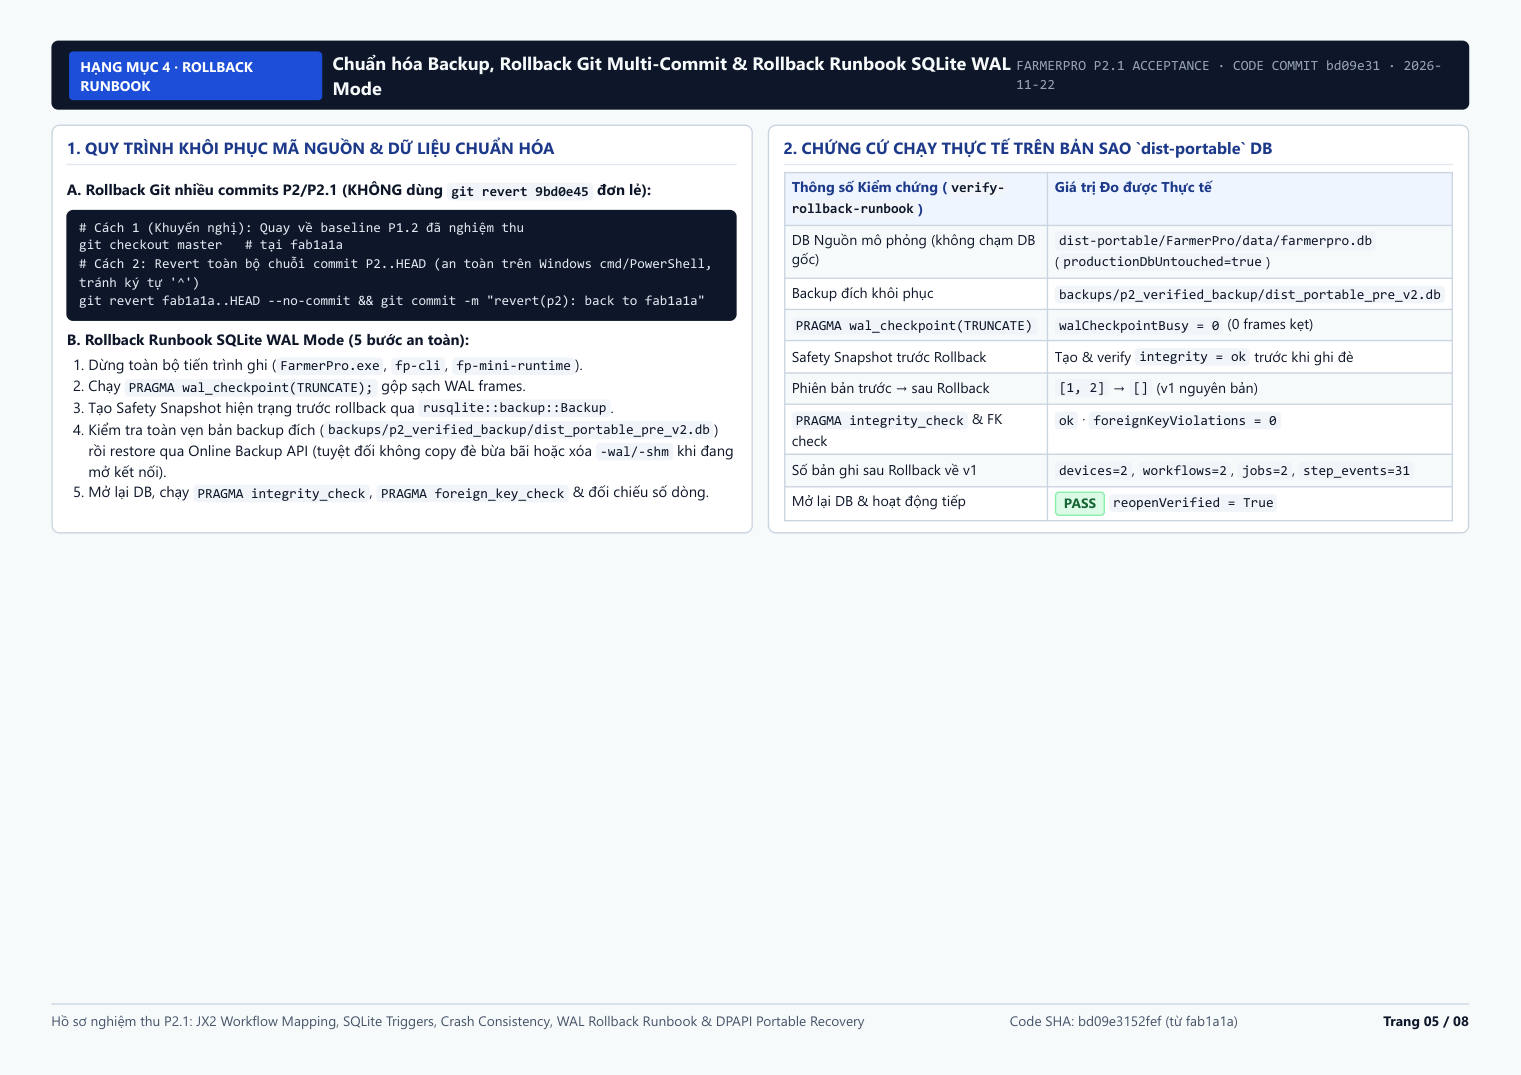 HẠNG MỤC 4 · ROLLBACK
RUNBOOK
Chuẩn hóa Backup, Rollback Git Multi-Commit & Rollback Runbook SQLite WAL
Mode
FARMERPRO P2.1 ACCEPTANCE · CODE COMMIT bd09e31 · 2026-
11-22
1. QUY TRÌNH KHÔI PHỤC MÃ NGUỒN & DỮ LIỆU CHUẨN HÓA
A. Rollback Git nhiều commits P2/P2.1 (KHÔNG dùng git revert 9bd0e45 đơn lẻ):
# Cách 1 (Khuyến nghị): Quay về baseline P1.2 đã nghiệm thu
git checkout master   # tại fab1a1a
# Cách 2: Revert toàn bộ chuỗi commit P2..HEAD (an toàn trên Windows cmd/PowerShell,
tránh ký tự '^')
git revert fab1a1a..HEAD --no-commit && git commit -m "revert(p2): back to fab1a1a"
B. Rollback Runbook SQLite WAL Mode (5 bước an toàn):
1. Dừng toàn bộ tiến trình ghi ( FarmerPro.exe , fp-cli , fp-mini-runtime ).
2. Chạy PRAGMA wal_checkpoint(TRUNCATE); gộp sạch WAL frames.
3. Tạo Safety Snapshot hiện trạng trước rollback qua rusqlite::backup::Backup .
4. Kiểm tra toàn vẹn bản backup đích ( backups/p2_verified_backup/dist_portable_pre_v2.db )
rồi restore qua Online Backup API (tuyệt đối không copy đè bừa bãi hoặc xóa -wal/-shm khi đang
mở kết nối).
5. Mở lại DB, chạy PRAGMA integrity_check , PRAGMA foreign_key_check & đối chiếu số dòng.
2. CHỨNG CỨ CHẠY THỰC TẾ TRÊN BẢN SAO `dist-portable` DB
Thông số Kiểm chứng ( verify-
rollback-runbook )
Giá trị Đo được Thực tế
DB Nguồn mô phỏng (không chạm DB
gốc)
dist-portable/FarmerPro/data/farmerpro.db
( productionDbUntouched=true )
Backup đích khôi phục
backups/p2_verified_backup/dist_portable_pre_v2.db
PRAGMA wal_checkpoint(TRUNCATE)
walCheckpointBusy = 0 (0 frames kẹt)
Safety Snapshot trước Rollback
Tạo & verify integrity = ok trước khi ghi đè
Phiên bản trước → sau Rollback
[1, 2] → [] (v1 nguyên bản)
PRAGMA integrity_check & FK
check
ok · foreignKeyViolations = 0
Số bản ghi sau Rollback về v1
devices=2 , workflows=2 , jobs=2 , step_events=31
Mở lại DB & hoạt động tiếp
PASS reopenVerified = True
Hồ sơ nghiệm thu P2.1: JX2 Workflow Mapping, SQLite Triggers, Crash Consistency, WAL Rollback Runbook & DPAPI Portable Recovery
Code SHA: bd09e3152fef (từ fab1a1a)
Trang 05 / 08